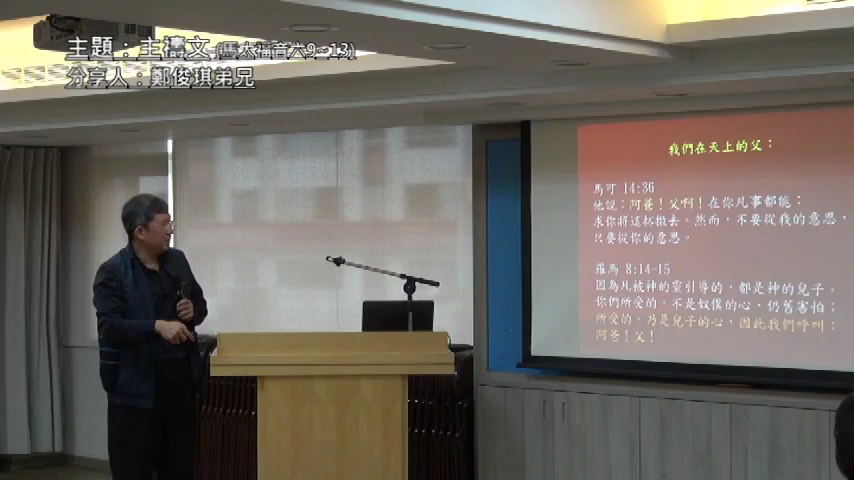 主題：主禱文 (馬太福音六9~13)
分享人：鄭俊琪弟兄
我們在天上的父：
馬可 14:36
他說：阿爸！父啊！在你凡事都能；
求你將這杯撤去。然而，不要從我的意思，
只要從你的意思。
羅馬 8:14-15
因為凡被神的靈引導的，都是神的兒子。
你們所受的，不是奴僕的心，仍舊害怕；
所受的，乃是兒子的心，因此我們呼叫：
阿爸！父！